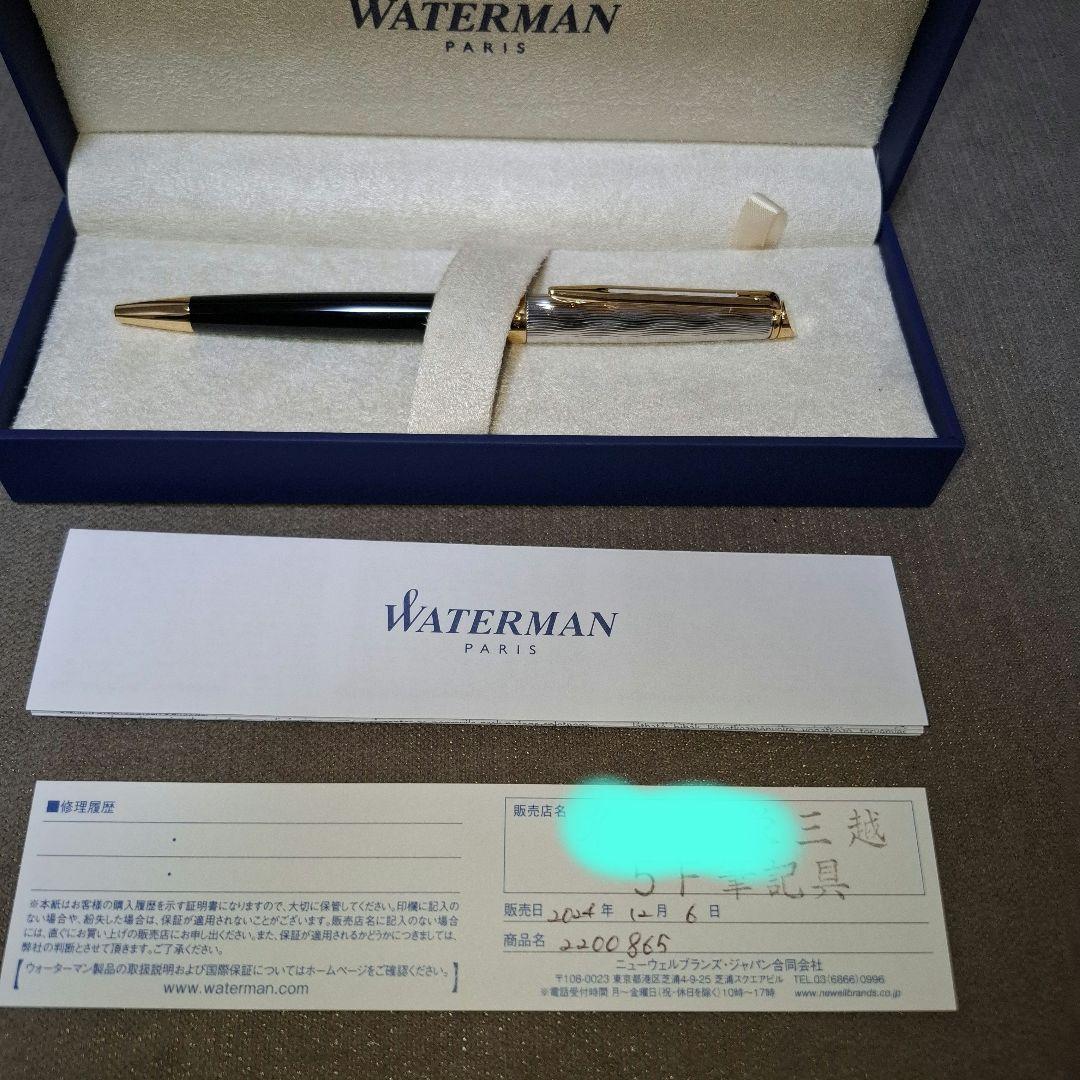 WATERMAN
PARIS
WATERMAN
PARIS
■修理履歴
販売店名
三越
5F 筆記具
販売日 2024年 12月 6日
商品名 2200865
※本紙はお客様の購入履歴を示す証明書になりますので、大切に保管してください。印欄に記入の
ない場合や、紛失した場合は、保証が適用されないことがございます。販売店名に記入のない場合
には、直ぐにお買い上げの販売店にお申し出ください。また、保証が適用されるかどうかにつきましては、
弊社の判断とさせて頂きます。ご了承ください。
【ウォーターマン製品の取扱説明および国際保証についてはホームページをご確認ください。】
www.waterman.com
ニューウェルブランズ・ジャパン合同会社
〒108-0023 東京都港区芝浦4-9-25 芝浦スクエアビル TEL.03(6866)0996
※電話受付時間 月~金曜日(祝・休日を除く)10時~17時 www.newellbrands.co.jp